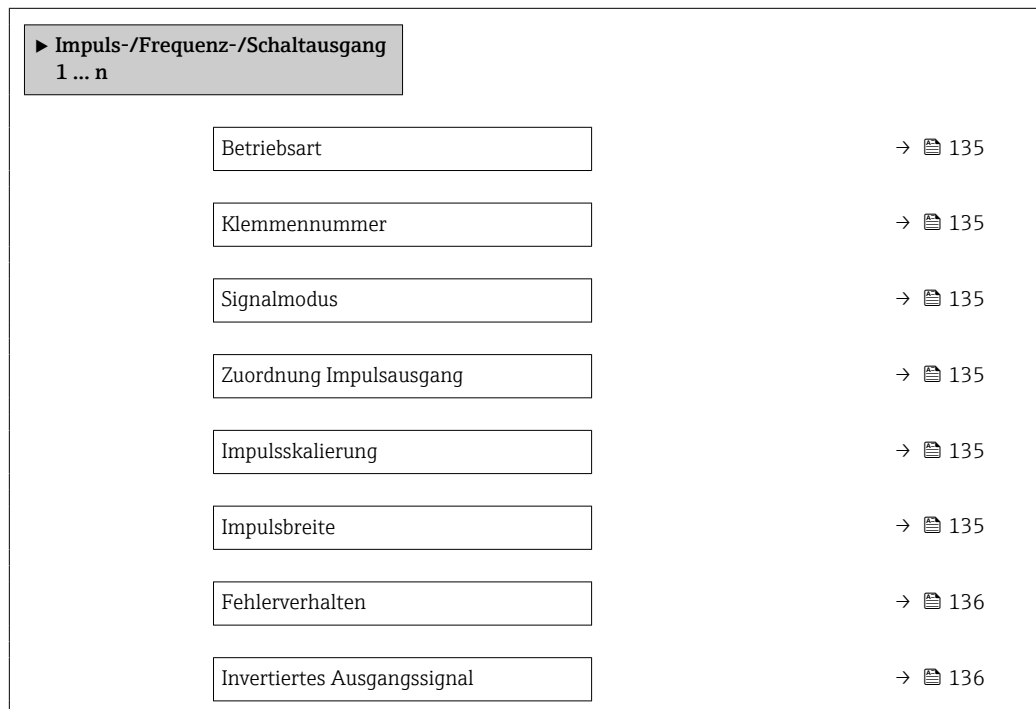 ► Impuls-/Frequenz-/Schaltausgang
1 ... n
Betriebsart → 135
Klemmennummer → 135
Signalmodus → 135
Zuordnung Impulsausgang → 135
Impulsskalierung → 135
Impulsbreite → 135
Fehlerverhalten → 136
Invertiertes Ausgangssignal → 136